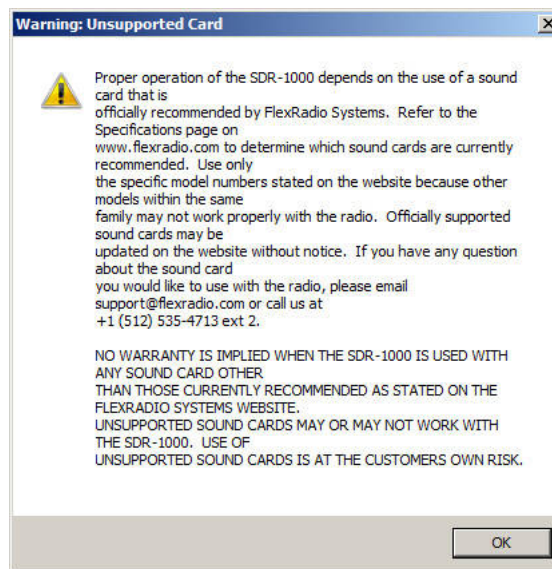 Warning: Unsupported Card
Proper operation of the SDR-1000 depends on the use of a sound
card that is
officially recommended by FlexRadio Systems. Refer to the
Specifications page on
www.flexradio.com to determine which sound cards are currently
recommended. Use only
the specific model numbers stated on the website because other
models within the same
family may not work properly with the radio. Officially supported
sound cards may be
updated on the website without notice. If you have any question
about the sound card
you would like to use with the radio, please email
support@flexradio.com or call us at
+1 (512) 535-4713 ext 2.
NO WARRANTY IS IMPLIED WHEN THE SDR-1000 IS USED WITH
ANY SOUND CARD OTHER
THAN THOSE CURRENTLY RECOMMENDED AS STATED ON THE
FLEXRADIO SYSTEMS WEBSITE.
UNSUPPORTED SOUND CARDS MAY OR MAY NOT WORK WITH
THE SDR-1000. USE OF
UNSUPPORTED SOUND CARDS IS AT THE CUSTOMERS OWN RISK.
OK